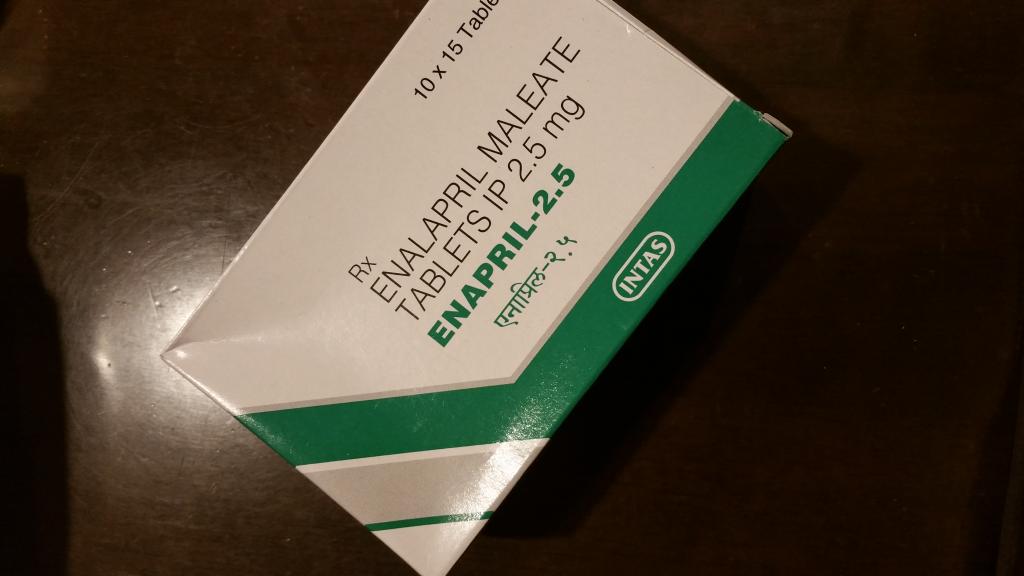 10 x 15 Table
Rx
ENALAPRIL MALEATE
TABLETS IP 2.5 mg
ENAPRIL-2.5
एनाप्रिल-२.५
INTAS